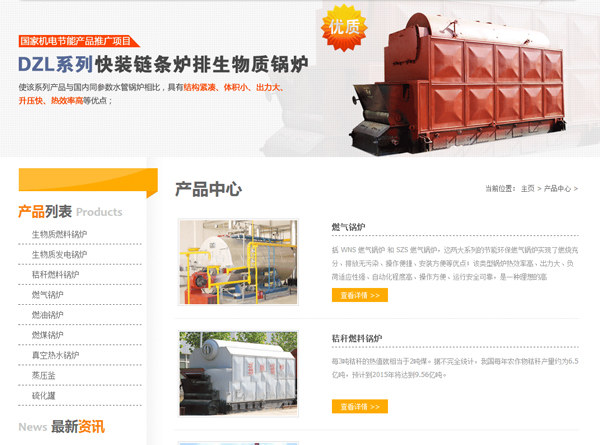 优质
国家机电节能产品推广项目
DZL系列快装链条炉排生物质锅炉
使该系列产品与国内同参数水管锅炉相比，具有结构紧凑、体积小、出力大、
升压快、热效率高等优点；
产品列表 Products
生物质燃料锅炉
生物质发电锅炉
秸秆燃料锅炉
燃气锅炉
燃油锅炉
燃煤锅炉
真空热水锅炉
蒸压釜
硫化罐
News 最新资讯
产品中心
当前位置： 主页 > 产品中心 >
燃气锅炉
WNS 燃气锅炉 和 SZS 燃气锅炉，这两大系列的节能环保燃气锅炉实现了燃烧充
分、排放无污染、操作便捷、安装方便等优点！该类型锅炉热效率高、出力大、负
荷适应性强、自动化程度高、操作方便、运行安全可靠，是一种理想的高
查看详情 >>
秸秆燃料锅炉
每2吨秸秆的热值就相当于1吨煤。据不完全统计，我国每年农作物秸秆产量约为6.5
亿吨，预计到2015年将达到9.56亿吨。
查看详情 >>